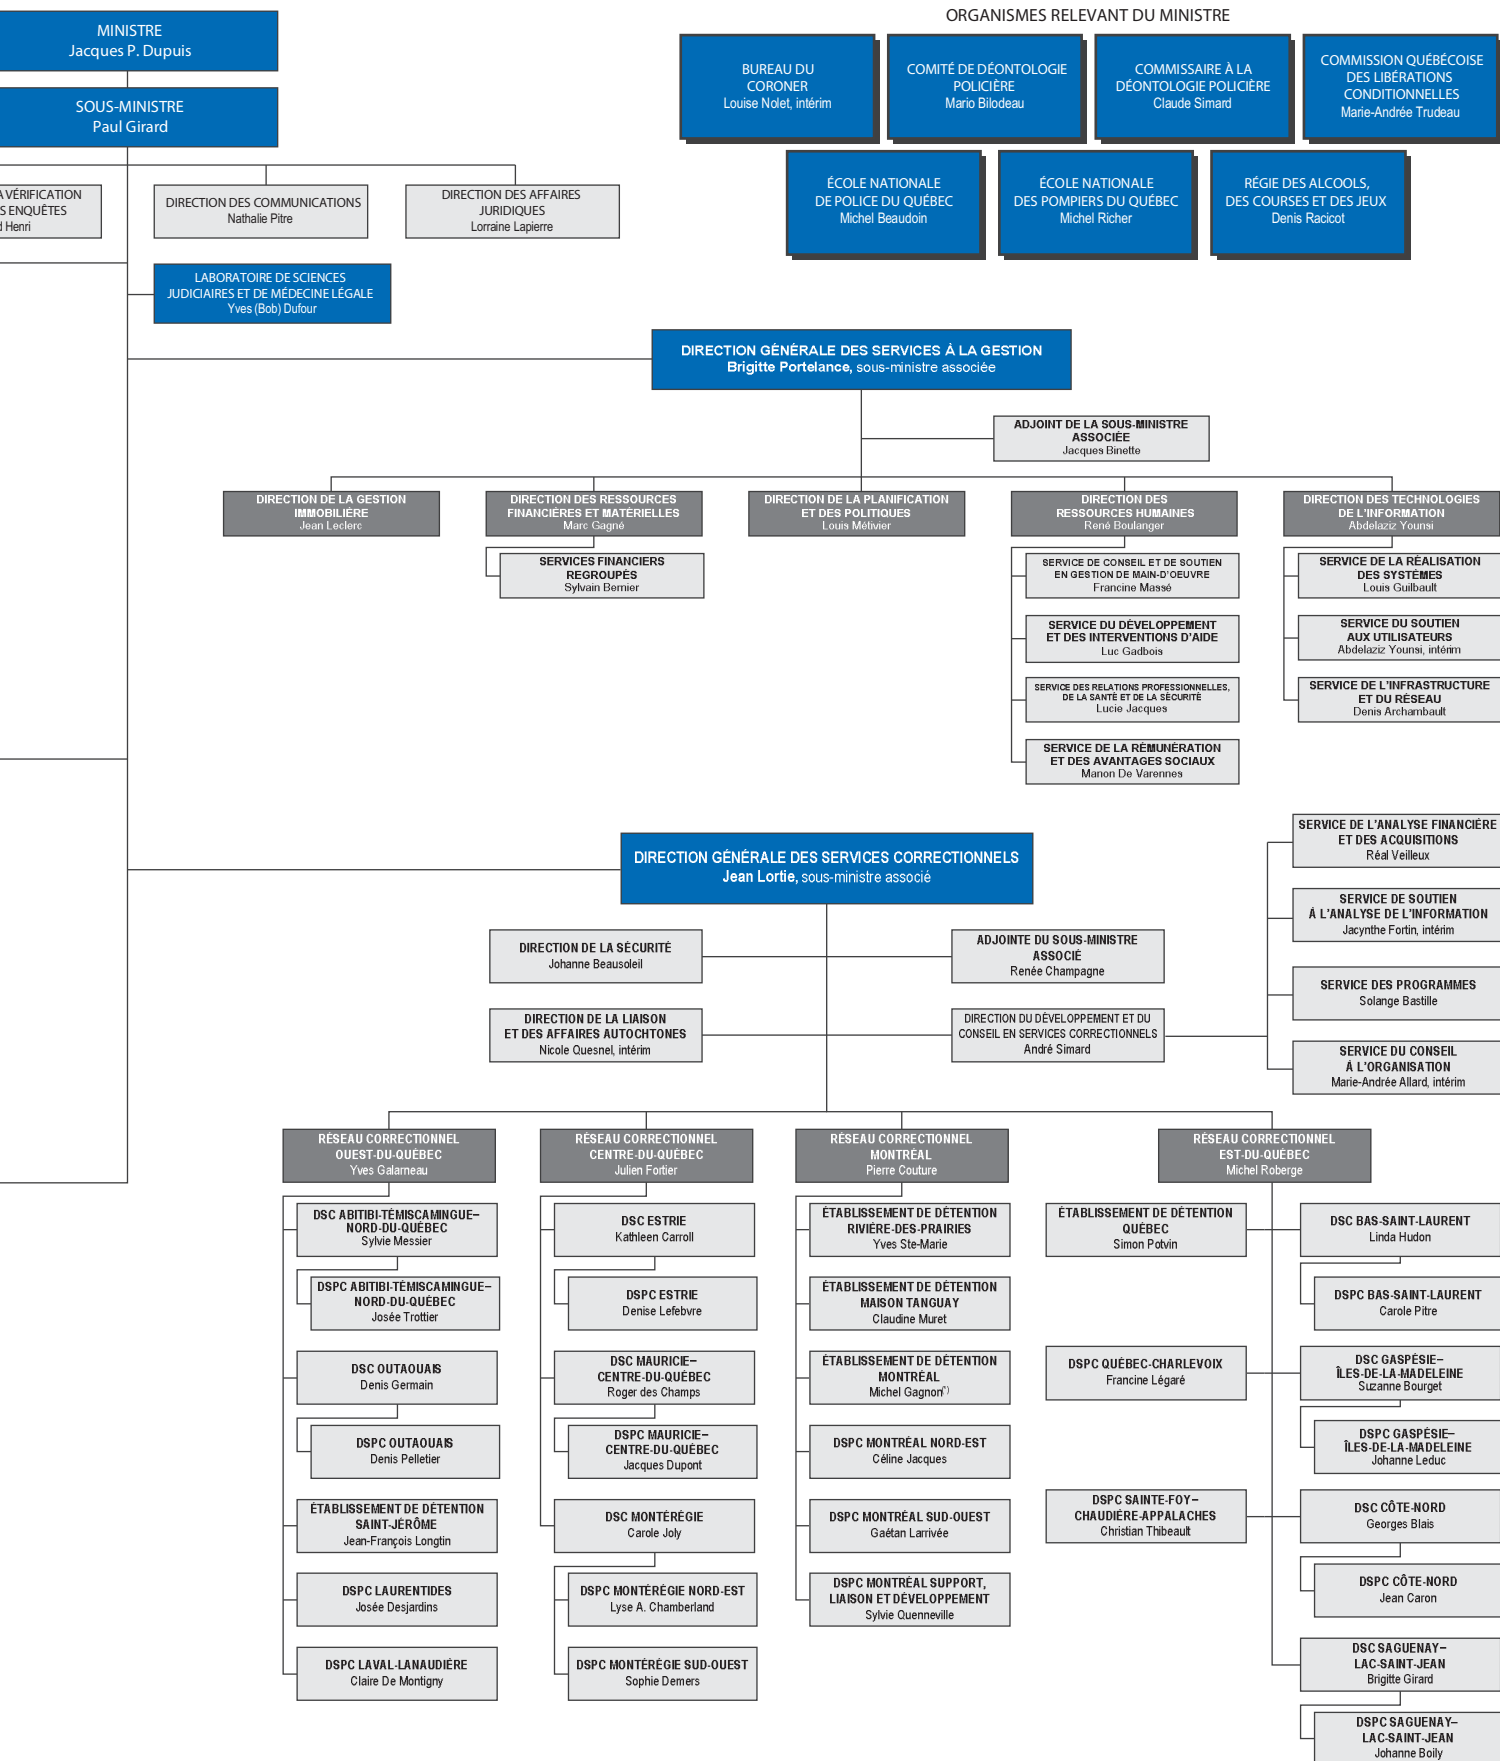 ORGANISMES RELEVANT DU MINISTRE
MINISTRE
Jacques P. Dupuis
SOUS-MINISTRE
Paul Girard
BUREAU DU
CORONER
Louise Nolet, intérim
COMITÉ DE DÉONTOLOGIE
POLICIÈRE
Mario Bilodeau
COMMISSAIRE À LA
DÉONTOLOGIE POLICIÈRE
Claude Simard
COMMISSION QUÉBÉCOISE
DES LIBÉRATIONS
CONDITIONNELLES
Marie-Andrée Trudeau
ÉCOLE NATIONALE
DE POLICE DU QUÉBEC
Michel Beaudoin
ÉCOLE NATIONALE
DES POMPIERS DU QUÉBEC
Michel Richer
RÉGIE DES ALCOOLS,
DES COURSES ET DES JEUX
Denis Racicot
A VÉRIFICATION
S ENQUÊTES
d Henri
DIRECTION DES COMMUNICATIONS
Nathalie Pitre
DIRECTION DES AFFAIRES
JURIDIQUES
Lorraine Lapierre
LABORATOIRE DE SCIENCES
JUDICIAIRES ET DE MÉDECINE LÉGALE
Yves (Bob) Dufour
DIRECTION GÉNÉRALE DES SERVICES À LA GESTION
Brigitte Portelance, sous-ministre associée
ADJOINT DE LA SOUS-MINISTRE
ASSOCIÉE
Jacques Binette
DIRECTION DE LA GESTION
IMMOBILIÈRE
Jean Leclerc
DIRECTION DES RESSOURCES
FINANCIÈRES ET MATÉRIELLES
Marc Gagné
SERVICES FINANCIERS
REGROUPÉS
Sylvain Bernier
DIRECTION DE LA PLANIFICATION
ET DES POLITIQUES
Louis Métivier
DIRECTION DES
RESSOURCES HUMAINES
René Boulanger
SERVICE DE CONSEIL ET DE SOUTIEN
EN GESTION DE MAIN-D'OEUVRE
Francine Massé
SERVICE DU DÉVELOPPEMENT
ET DES INTERVENTIONS D'AIDE
Luc Gadbois
SERVICE DES RELATIONS PROFESSIONNELLES,
DE LA SANTÉ ET DE LA SÉCURITÉ
Lucie Jacques
SERVICE DE LA RÉMUNÉRATION
ET DES AVANTAGES SOCIAUX
Manon De Varennes
DIRECTION DES TECHNOLOGIES
DE L'INFORMATION
Abdelaziz Younsi
SERVICE DE LA RÉALISATION
DES SYSTÈMES
Louis Guilbault
SERVICE DU SOUTIEN
AUX UTILISATEURS
Abdelaziz Younsi, intérim
SERVICE DE L'INFRASTRUCTURE
ET DU RÉSEAU
Denis Archambault
DIRECTION GÉNÉRALE DES SERVICES CORRECTIONNELS
Jean Lortie, sous-ministre associé
DIRECTION DE LA SÉCURITÉ
Johanne Beausoleil
ADJOINTE DU SOUS-MINISTRE
ASSOCIÉ
Renée Champagne
DIRECTION DE LA LIAISON
ET DES AFFAIRES AUTOCHTONES
Nicole Quesnel, intérim
DIRECTION DU DÉVELOPPEMENT ET DU
CONSEIL EN SERVICES CORRECTIONNELS
André Simard
SERVICE DE L'ANALYSE FINANCIÈRE
ET DES ACQUISITIONS
Réal Veilleux
SERVICE DE SOUTIEN
À L'ANALYSE DE L'INFORMATION
Jacynthe Fortin, intérim
SERVICE DES PROGRAMMES
Solange Bastille
SERVICE DU CONSEIL
À L'ORGANISATION
Marie-Andrée Allard, intérim
RÉSEAU CORRECTIONNEL
OUEST-DU-QUÉBEC
Yves Galarneau
DSC ABITIBI-TÉMISCAMINGUE–
NORD-DU-QUÉBEC
Sylvie Messier
DSPC ABITIBI-TÉMISCAMINGUE–
NORD-DU-QUÉBEC
Josée Trottier
DSC OUTAOUAIS
Denis Germain
DSPC OUTAOUAIS
Denis Pelletier
ÉTABLISSEMENT DE DÉTENTION
SAINT-JÉRÔME
Jean-François Longtin
DSPC LAURENTIDES
Josée Desjardins
DSPC LAVAL-LANAUDIÈRE
Claire De Montigny
RÉSEAU CORRECTIONNEL
CENTRE-DU-QUÉBEC
Julien Fortier
DSC ESTRIE
Kathleen Carroll
DSPC ESTRIE
Denise Lefebvre
DSC MAURICIE–
CENTRE-DU-QUÉBEC
Roger des Champs
DSPC MAURICIE–
CENTRE-DU-QUÉBEC
Jacques Dupont
DSC MONTÉRÉGIE
Carole Joly
DSPC MONTÉRÉGIE NORD-EST
Lyse A. Chamberland
DSPC MONTÉRÉGIE SUD-OUEST
Sophie Demers
RÉSEAU CORRECTIONNEL
MONTRÉAL
Pierre Couture
ÉTABLISSEMENT DE DÉTENTION
RIVIÈRE-DES-PRAIRIES
Yves Ste-Marie
ÉTABLISSEMENT DE DÉTENTION
MAISON TANGUAY
Claudine Muret
ÉTABLISSEMENT DE DÉTENTION
MONTRÉAL
Michel Gagnon(*)
DSPC MONTRÉAL NORD-EST
Céline Jacques
DSPC MONTRÉAL SUD-OUEST
Gaétan Larrivée
DSPC MONTRÉAL SUPPORT,
LIAISON ET DÉVELOPPEMENT
Sylvie Quenneville
RÉSEAU CORRECTIONNEL
EST-DU-QUÉBEC
Michel Roberge
ÉTABLISSEMENT DE DÉTENTION
QUÉBEC
Simon Potvin
DSC BAS-SAINT-LAURENT
Linda Hudon
DSPC BAS-SAINT-LAURENT
Carole Pitre
DSPC QUÉBEC-CHARLEVOIX
Francine Légaré
DSC GASPÉSIE–
ÎLES-DE-LA-MADELEINE
Suzanne Bourget
DSPC GASPÉSIE–
ÎLES-DE-LA-MADELEINE
Johanne Leduc
DSPC SAINTE-FOY–
CHAUDIÈRE-APPALACHES
Christian Thibeault
DSC CÔTE-NORD
Georges Blais
DSPC CÔTE-NORD
Jean Caron
DSC SAGUENAY–
LAC-SAINT-JEAN
Brigitte Girard
DSPC SAGUENAY–
LAC-SAINT-JEAN
Johanne Boily